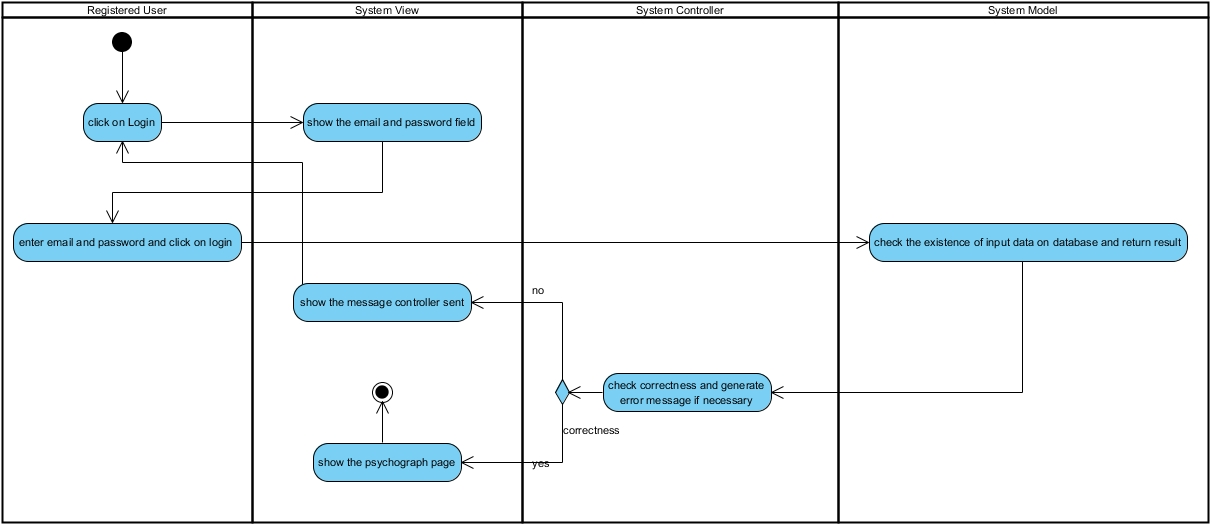 Registered User
System View
System Controller
System Model
click on Login
show the email and password field
enter email and password and click on login
check the existence of input data on database and return result
no
show the message controller sent
check correctness and generate
error message if necessary
correctness
yes
show the psychograph page